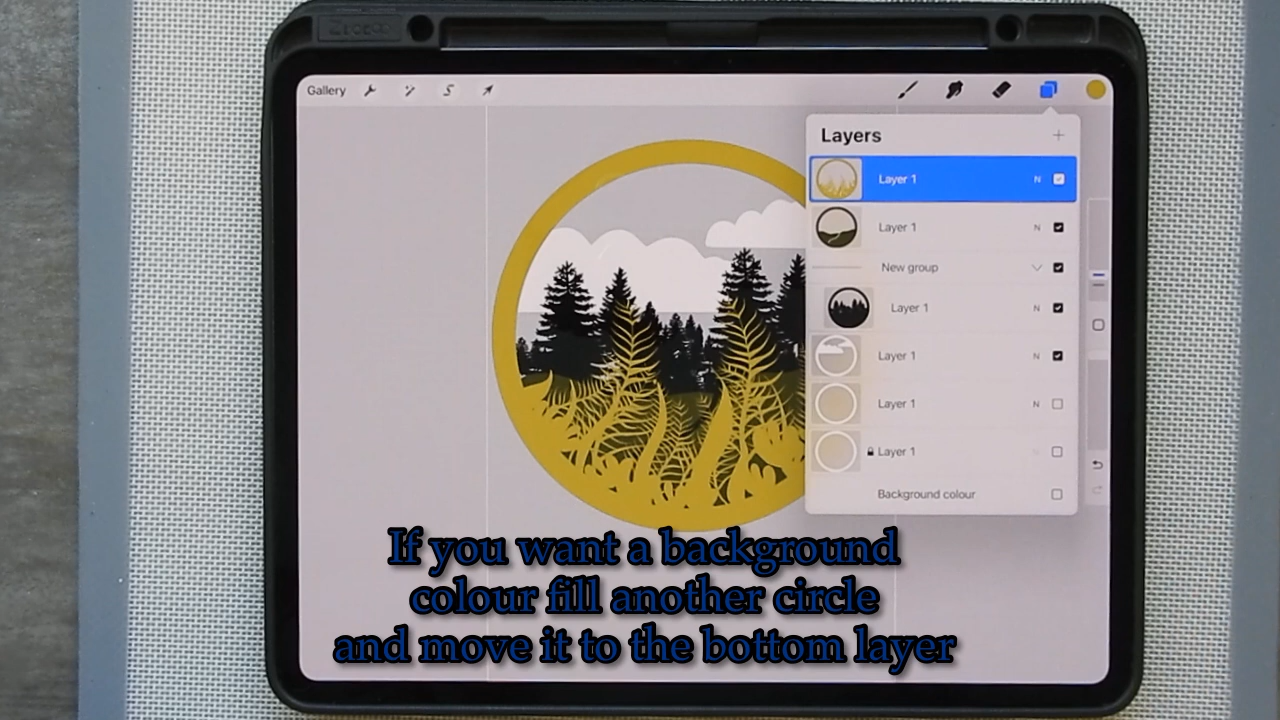 Gallery
Layers
Layer 1 N
Layer 1 N
New group
Layer 1 N
Layer 1 N
Layer 1 N
Layer 1
Background colour
If you want a background
colour fill another circle
and move it to the bottom layer